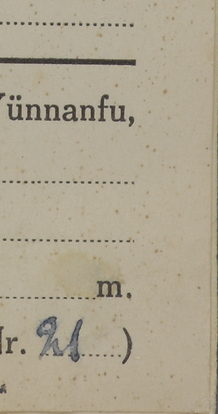 Yünnanfu,
m.
Nr. 21)